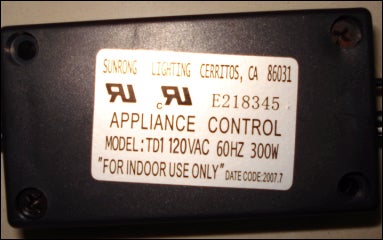 SUNRONG LIGHTING CERRITOS, CA 86031
c E218345
APPLIANCE CONTROL
MODEL:TD1 120VAC 60HZ 300W
"FOR INDOOR USE ONLY" DATE CODE:2007.7